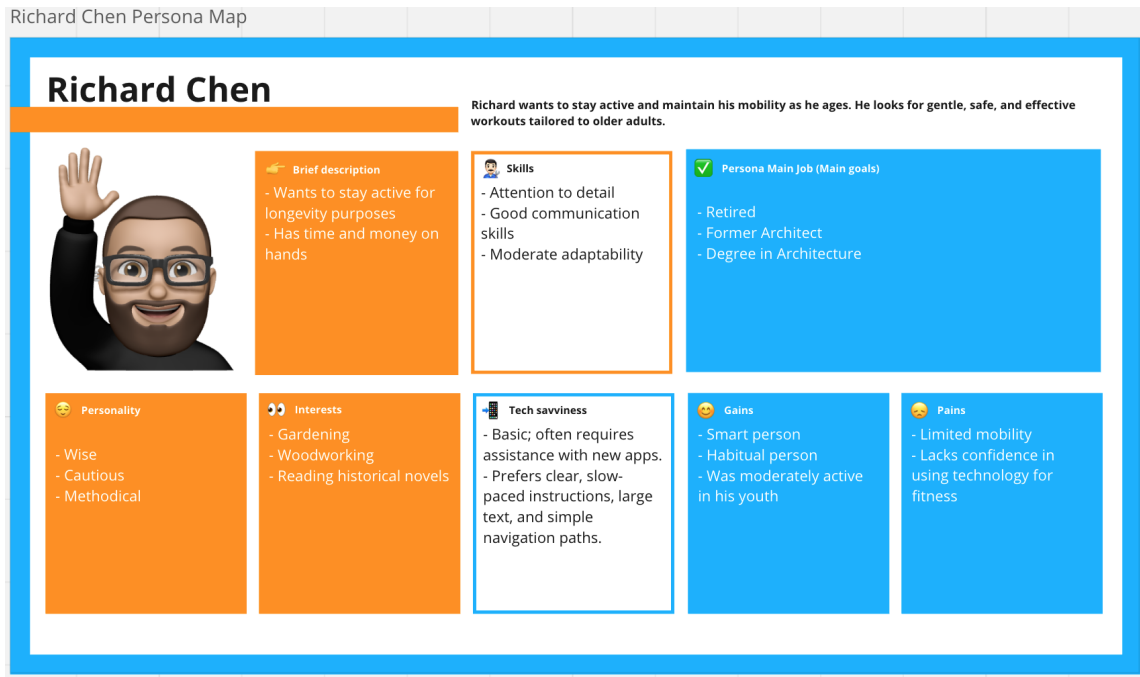 Richard Chen Persona Map
Richard Chen
Richard wants to stay active and maintain his mobility as he ages. He looks for gentle, safe, and effective
workouts tailored to older adults.
Brief description
- Wants to stay active for
longevity purposes
- Has time and money on
hands
Skills
- Attention to detail
- Good communication
skills
- Moderate adaptability
Persona Main Job (Main goals)
- Retired
- Former Architect
- Degree in Architecture
Personality
- Wise
- Cautious
- Methodical
Interests
- Gardening
- Woodworking
- Reading historical novels
Tech savviness
- Basic; often requires
assistance with new apps.
- Prefers clear, slow-
paced instructions, large
text, and simple
navigation paths.
Gains
- Smart person
- Habitual person
- Was moderately active
in his youth
Pains
- Limited mobility
- Lacks confidence in
using technology for
fitness